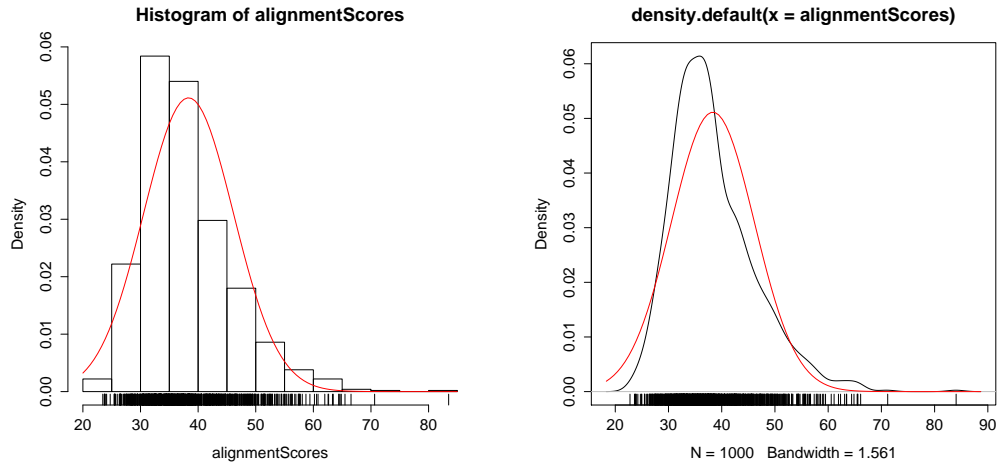 Histogram of alignmentScores
Density
0.00 0.01 0.02 0.03 0.04 0.05 0.06
20 30 40 50 60 70 80
alignmentScores
density.default(x = alignmentScores)
Density
0.00 0.01 0.02 0.03 0.04 0.05 0.06
20 30 40 50 60 70 80 90
N = 1000 Bandwidth = 1.561